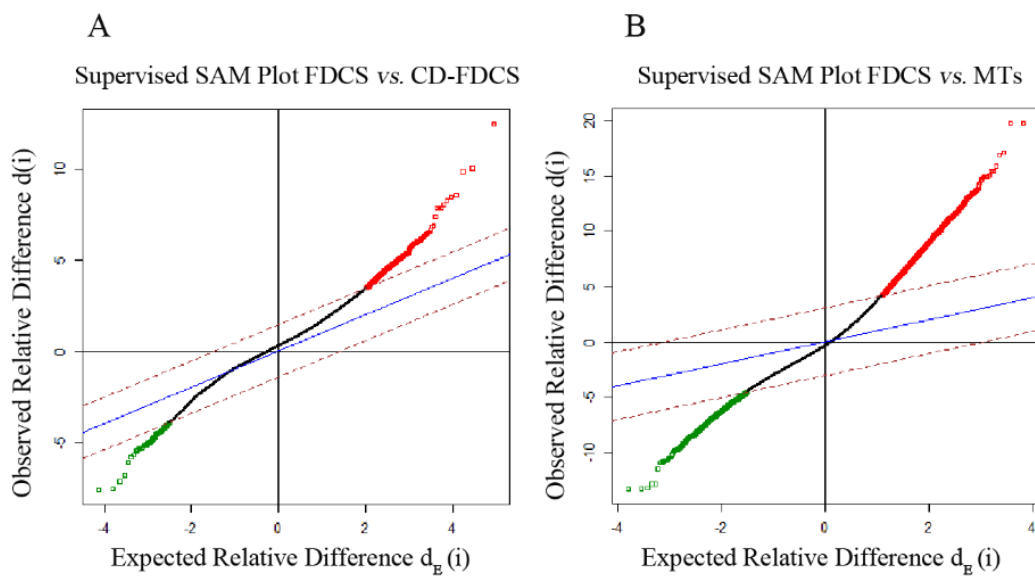 A
Supervised SAM Plot FDCS vs. CD-FDCS
Observed Relative Difference d(i)
10
5
0
-5
-4
-2
0
2
4
Expected Relative Difference dE (i)
B
Supervised SAM Plot FDCS vs. MTs
Observed Relative Difference d(i)
20
15
10
5
0
-5
-10
-4
-2
0
2
4
Expected Relative Difference dE (i)